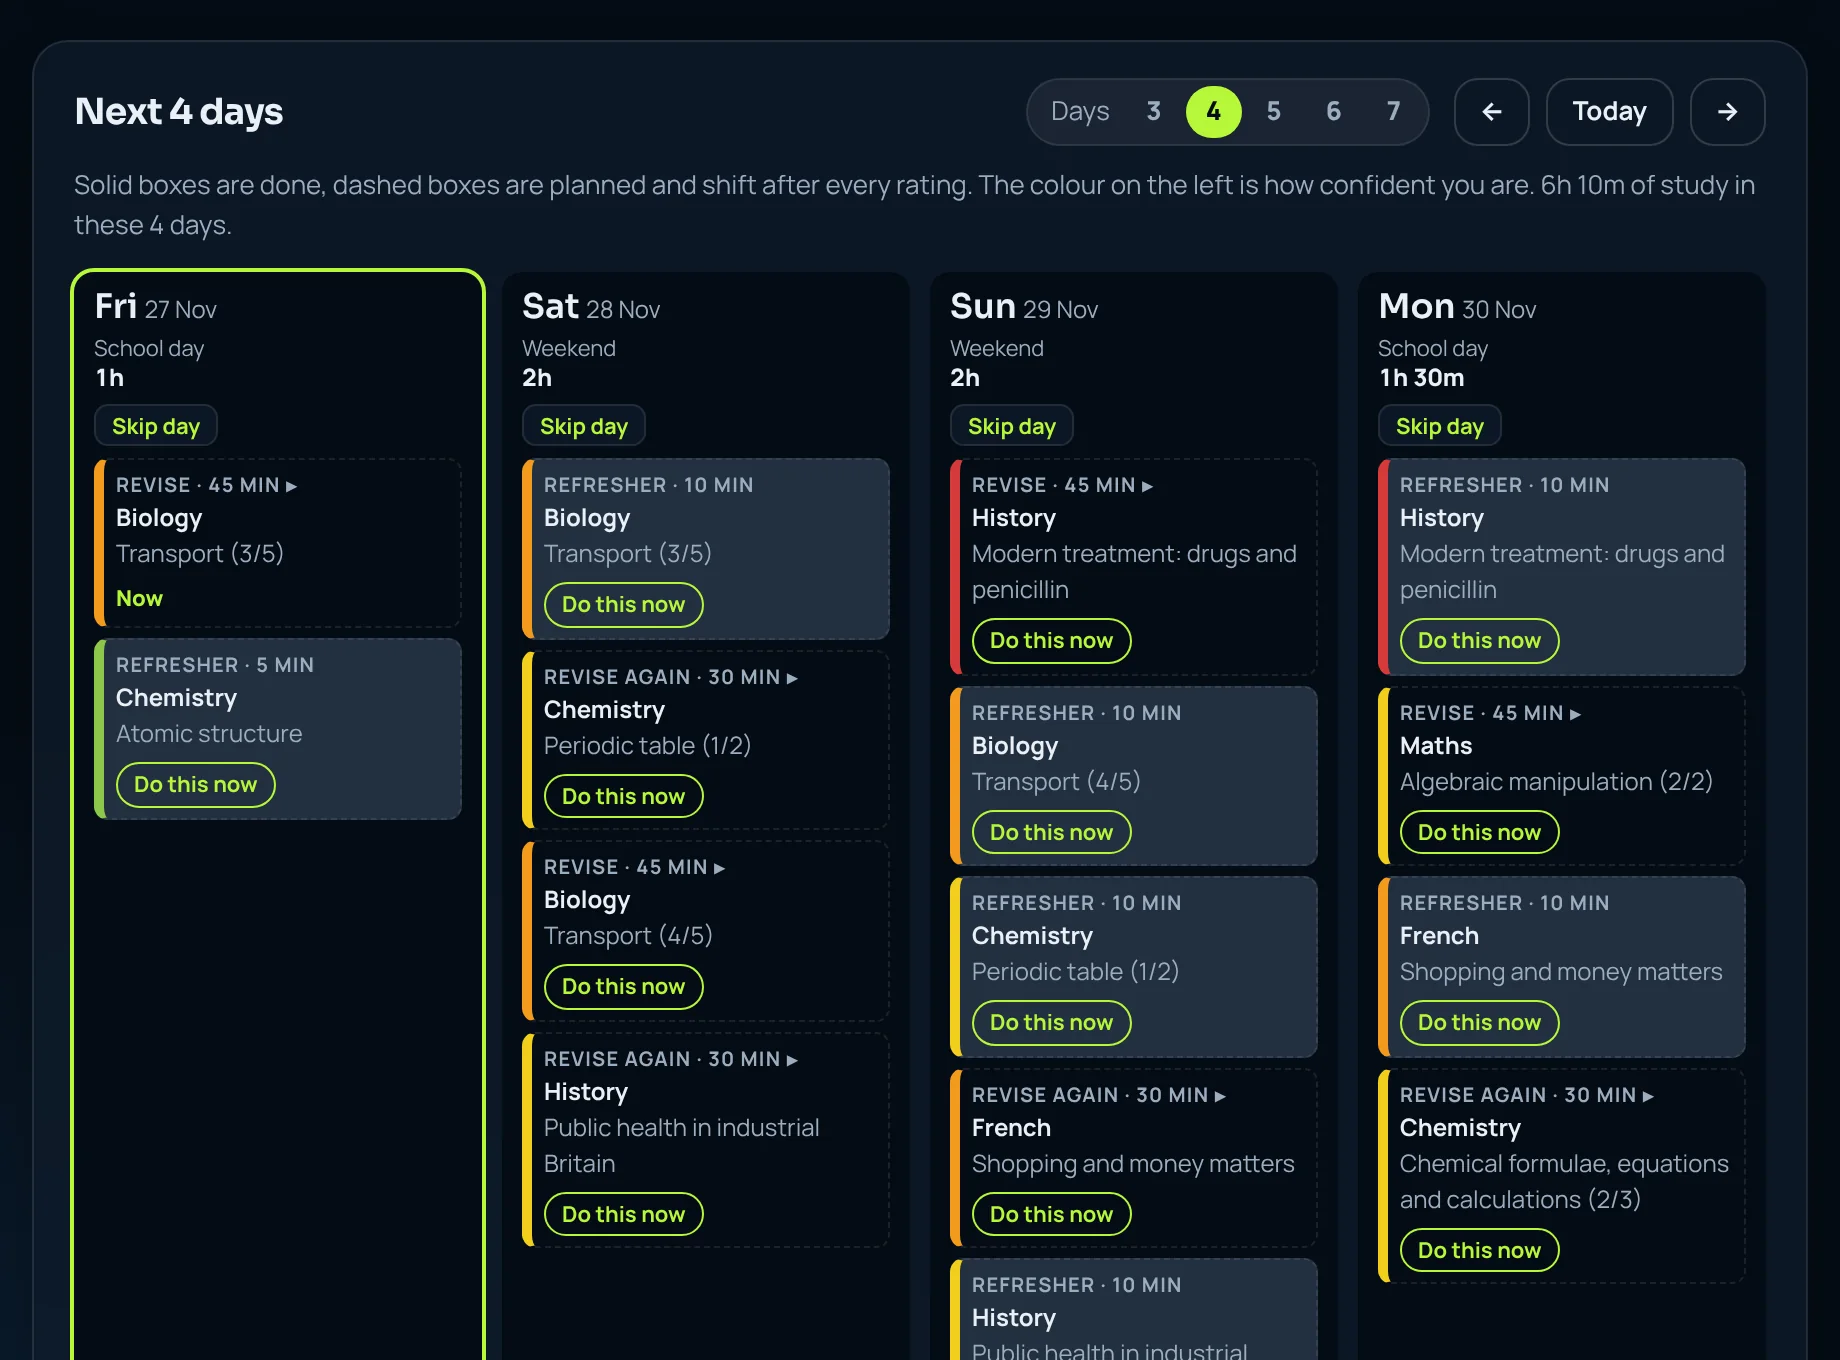 Next 4 days
Days 3 4 5 6 7 ← Today →
Solid boxes are done, dashed boxes are planned and shift after every rating. The colour on the left is how confident you are. 6h 10m of study in
these 4 days.
Fri 27 Nov
School day
1h
Skip day
REVISE · 45 MIN ▸
Biology
Transport (3/5)
Now
REFRESHER · 5 MIN
Chemistry
Atomic structure
Do this now
Sat 28 Nov
Weekend
2h
Skip day
REFRESHER · 10 MIN
Biology
Transport (3/5)
Do this now
REVISE AGAIN · 30 MIN ▸
Chemistry
Periodic table (1/2)
Do this now
REVISE · 45 MIN ▸
Biology
Transport (4/5)
Do this now
REVISE AGAIN · 30 MIN ▸
History
Public health in industrial
Britain
Do this now
Sun 29 Nov
Weekend
2h
Skip day
REVISE · 45 MIN ▸
History
Modern treatment: drugs and
penicillin
Do this now
REFRESHER · 10 MIN
Biology
Transport (4/5)
Do this now
REFRESHER · 10 MIN
Chemistry
Periodic table (1/2)
Do this now
REVISE AGAIN · 30 MIN ▸
French
Shopping and money matters
Do this now
REFRESHER · 10 MIN
History
Public health in industrial
Mon 30 Nov
School day
1h 30m
Skip day
REFRESHER · 10 MIN
History
Modern treatment: drugs and
penicillin
Do this now
REVISE · 45 MIN ▸
Maths
Algebraic manipulation (2/2)
Do this now
REFRESHER · 10 MIN
French
Shopping and money matters
Do this now
REVISE AGAIN · 30 MIN ▸
Chemistry
Chemical formulae, equations
and calculations (2/3)
Do this now